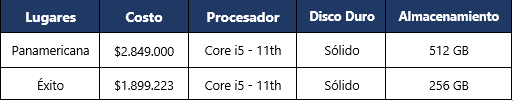 Lugares Costo Procesador Disco Duro Almacenamiento
Panamericana $2.849.000 Core i5 - 11th Sólido 512 GB
Éxito $1.899.223 Core i5 - 11th Sólido 256 GB